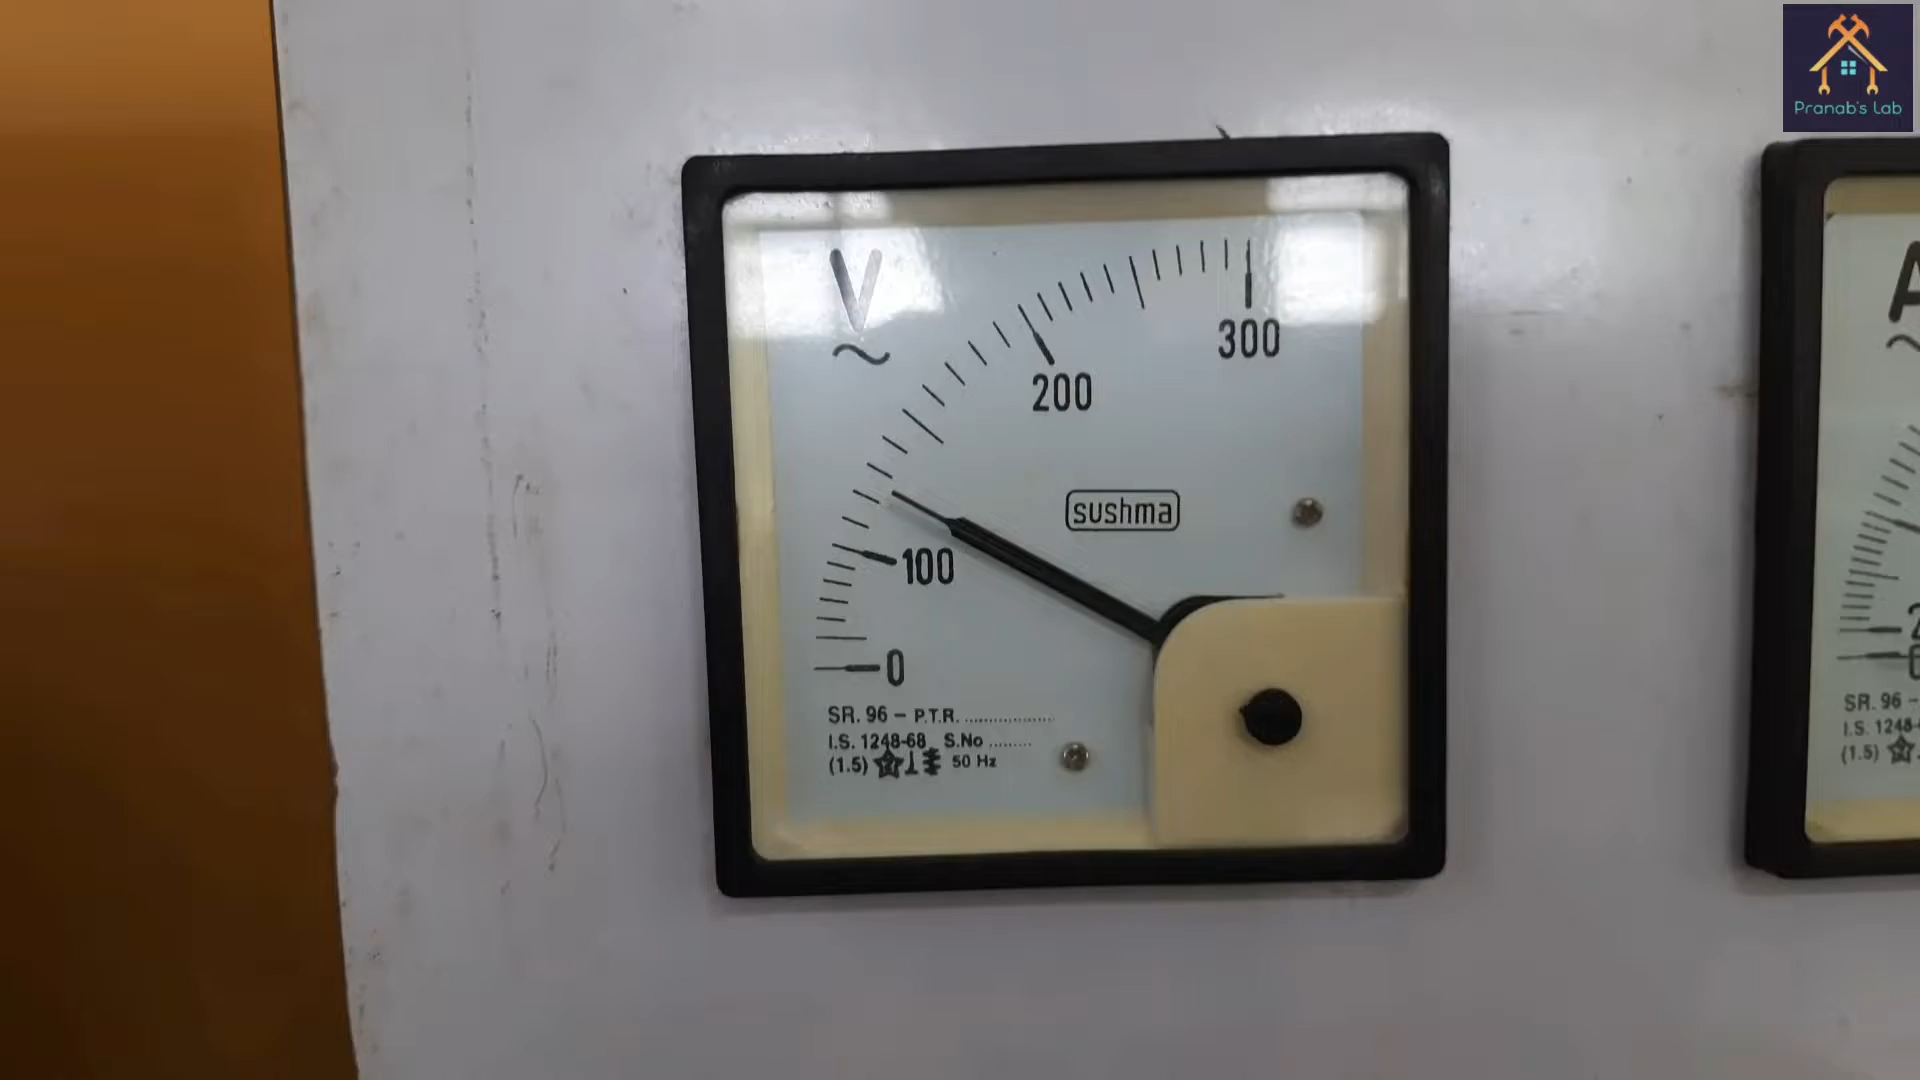 Pranab's Lab
V
~
300
200
sushma
100
0
SR. 96 – P.T.R. ....................
I.S. 1248-68 S.No .........
(1.5) 2 50 Hz
A
~
SR. 96 –
I.S. 1248-
(1.5)